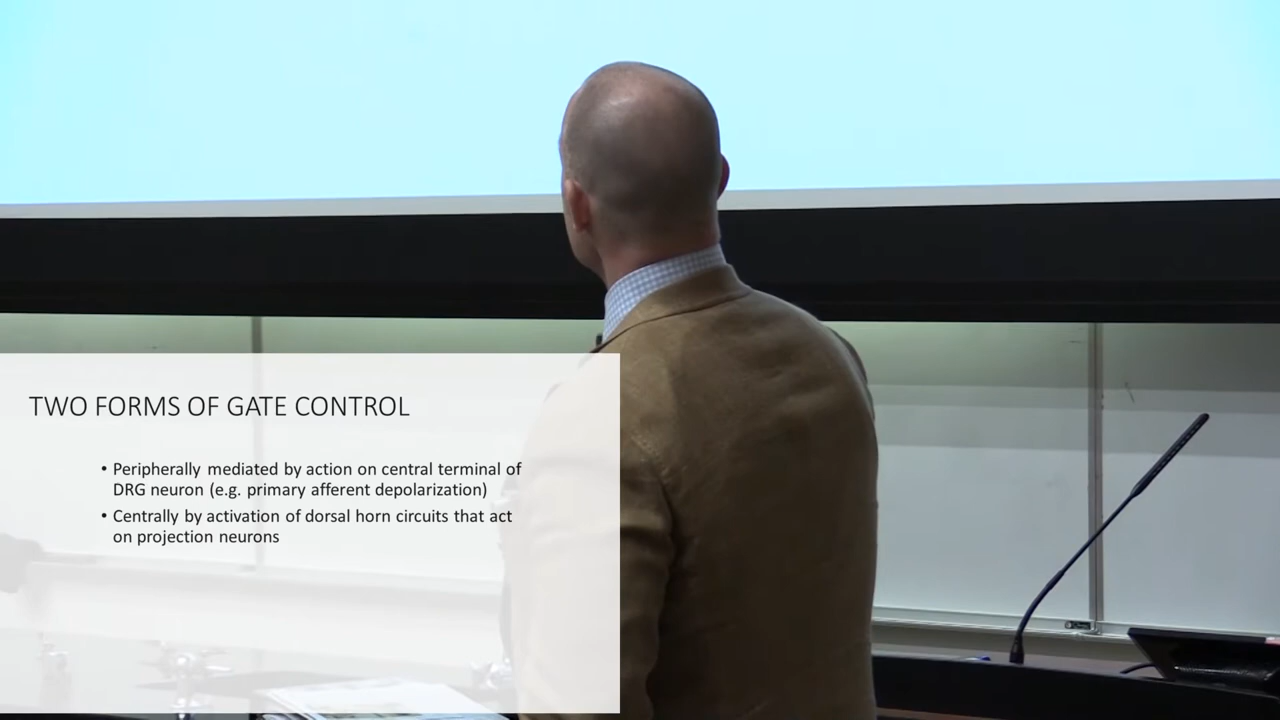 TWO FORMS OF GATE CONTROL
• Peripherally mediated by action on central terminal of
DRG neuron (e.g. primary afferent depolarization)
• Centrally by activation of dorsal horn circuits that act
on projection neurons